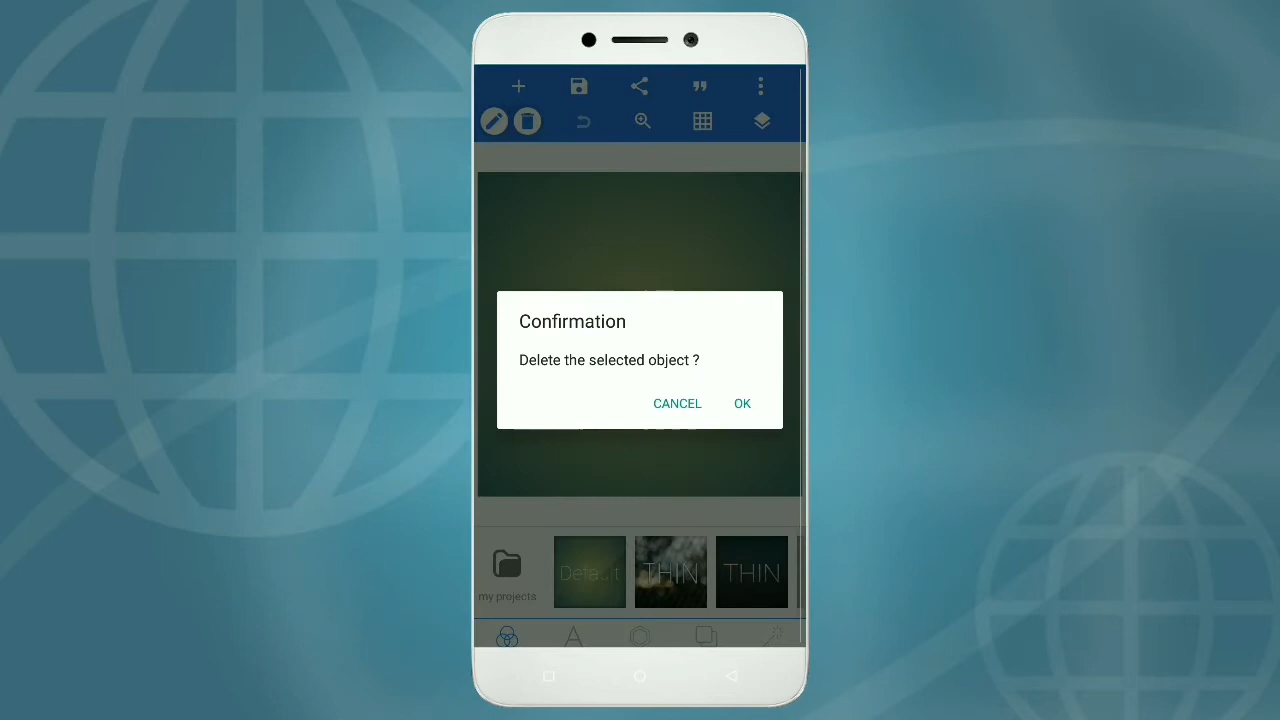 Confirmation
Delete the selected object ?
CANCEL OK
Default THIN THIN
my projects